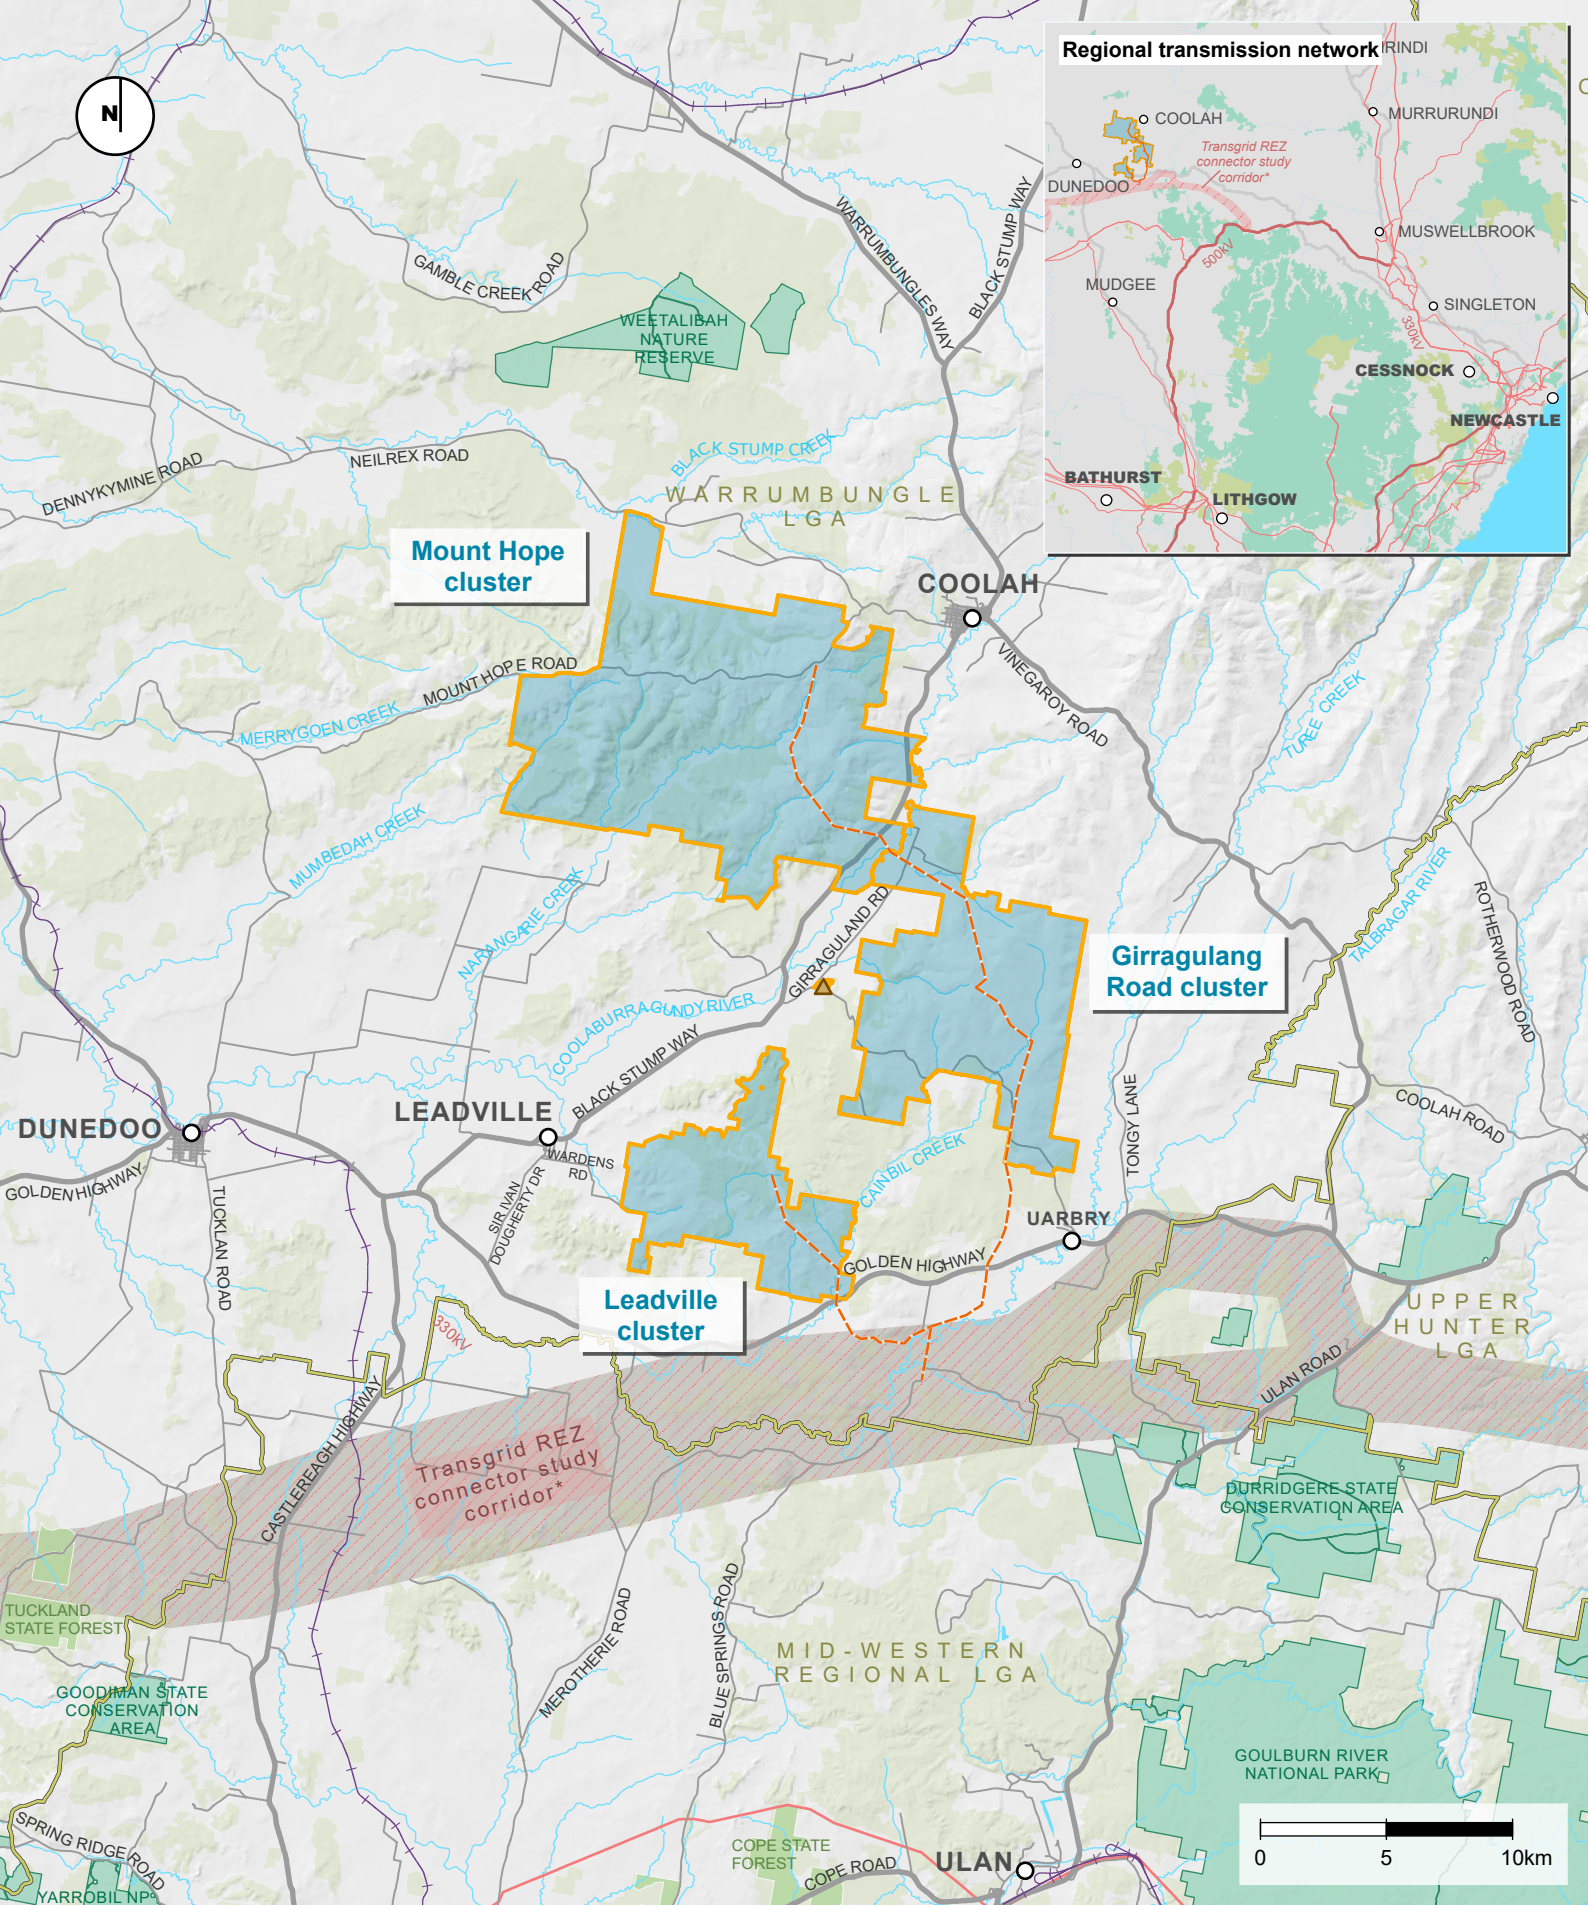 N
Regional transmission network
IRINDI
COOLAH
MURRURUNDI
Transgrid REZ
connector study
corridor*
DUNEDOO
MUSWELLBROOK
500kV
MUDGEE
SINGLETON
330kV
CESSNOCK
NEWCASTLE
BATHURST
LITHGOW
WARRUMBUNGLES WAY
BLACK STUMP WAY
GAMBLE CREEK ROAD
WEETALIBAH
NATURE
RESERVE
BLACK STUMP CREEK
NEILREX ROAD
DENNYKYMINE ROAD
WARRUMBUNGLE
LGA
Mount Hope
cluster
COOLAH
MOUNT HOPE ROAD
VINEGAROY ROAD
MERRYGOEN CREEK
TUREE CREEK
MUMBEDAH CREEK
NARANGARIE CREEK
GIRRAGULAND RD
TALBRAGAR RIVER
ROTHERWOOD ROAD
Girragulang
Road cluster
COOLABURRAGUNDY RIVER
BLACK STUMP WAY
LEADVILLE
DUNEDOO
COOLAH ROAD
TONGY LANE
WARDENS
RD
CAINBIL CREEK
GOLDEN HIGHWAY
SIR IVAN
DOUGHERTY DR
TUCKLAN ROAD
UARBRY
GOLDEN HIGHWAY
Leadville
cluster
330kV
UPPER
HUNTER
LGA
ULAN ROAD
CASTLEREAGH HIGHWAY
Transgrid REZ
connector study
corridor*
DURRIDGERE STATE
CONSERVATION AREA
TUCKLAND
STATE FOREST
MEROTHERIE ROAD
BLUE SPRINGS ROAD
MID-WESTERN
REGIONAL LGA
GOODIMAN STATE
CONSERVATION
AREA
GOULBURN RIVER
NATIONAL PARK
SPRING RIDGE ROAD
YARROBIL NP
COPE STATE
FOREST
COPE ROAD
ULAN
0 5 10km